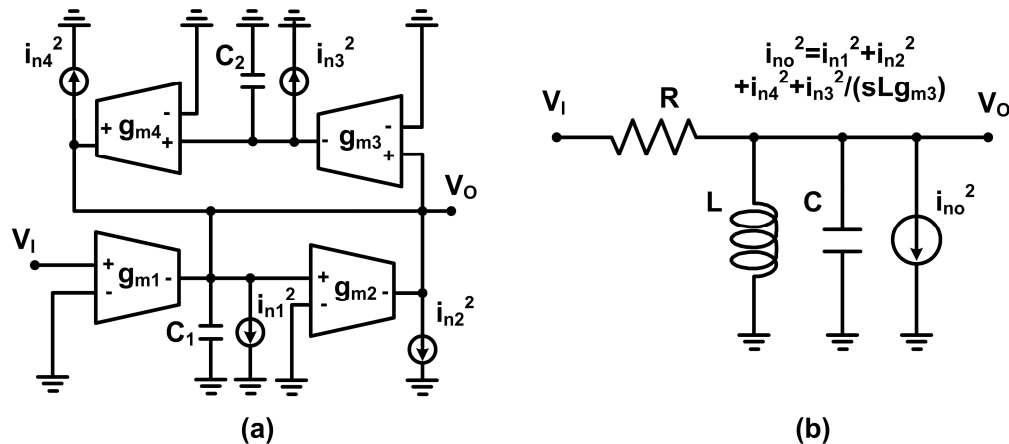 in4²
C2
in3²
+ gm4 -
+
- gm3 -
+
VO
VI
+ gm1 -
-
C1
in1²
+ gm2 -
-
in2²
(a)
ino²=in1²+in2²
+in4²+in3²/(sLgm3)
VI
R
VO
L
C
ino²
(b)